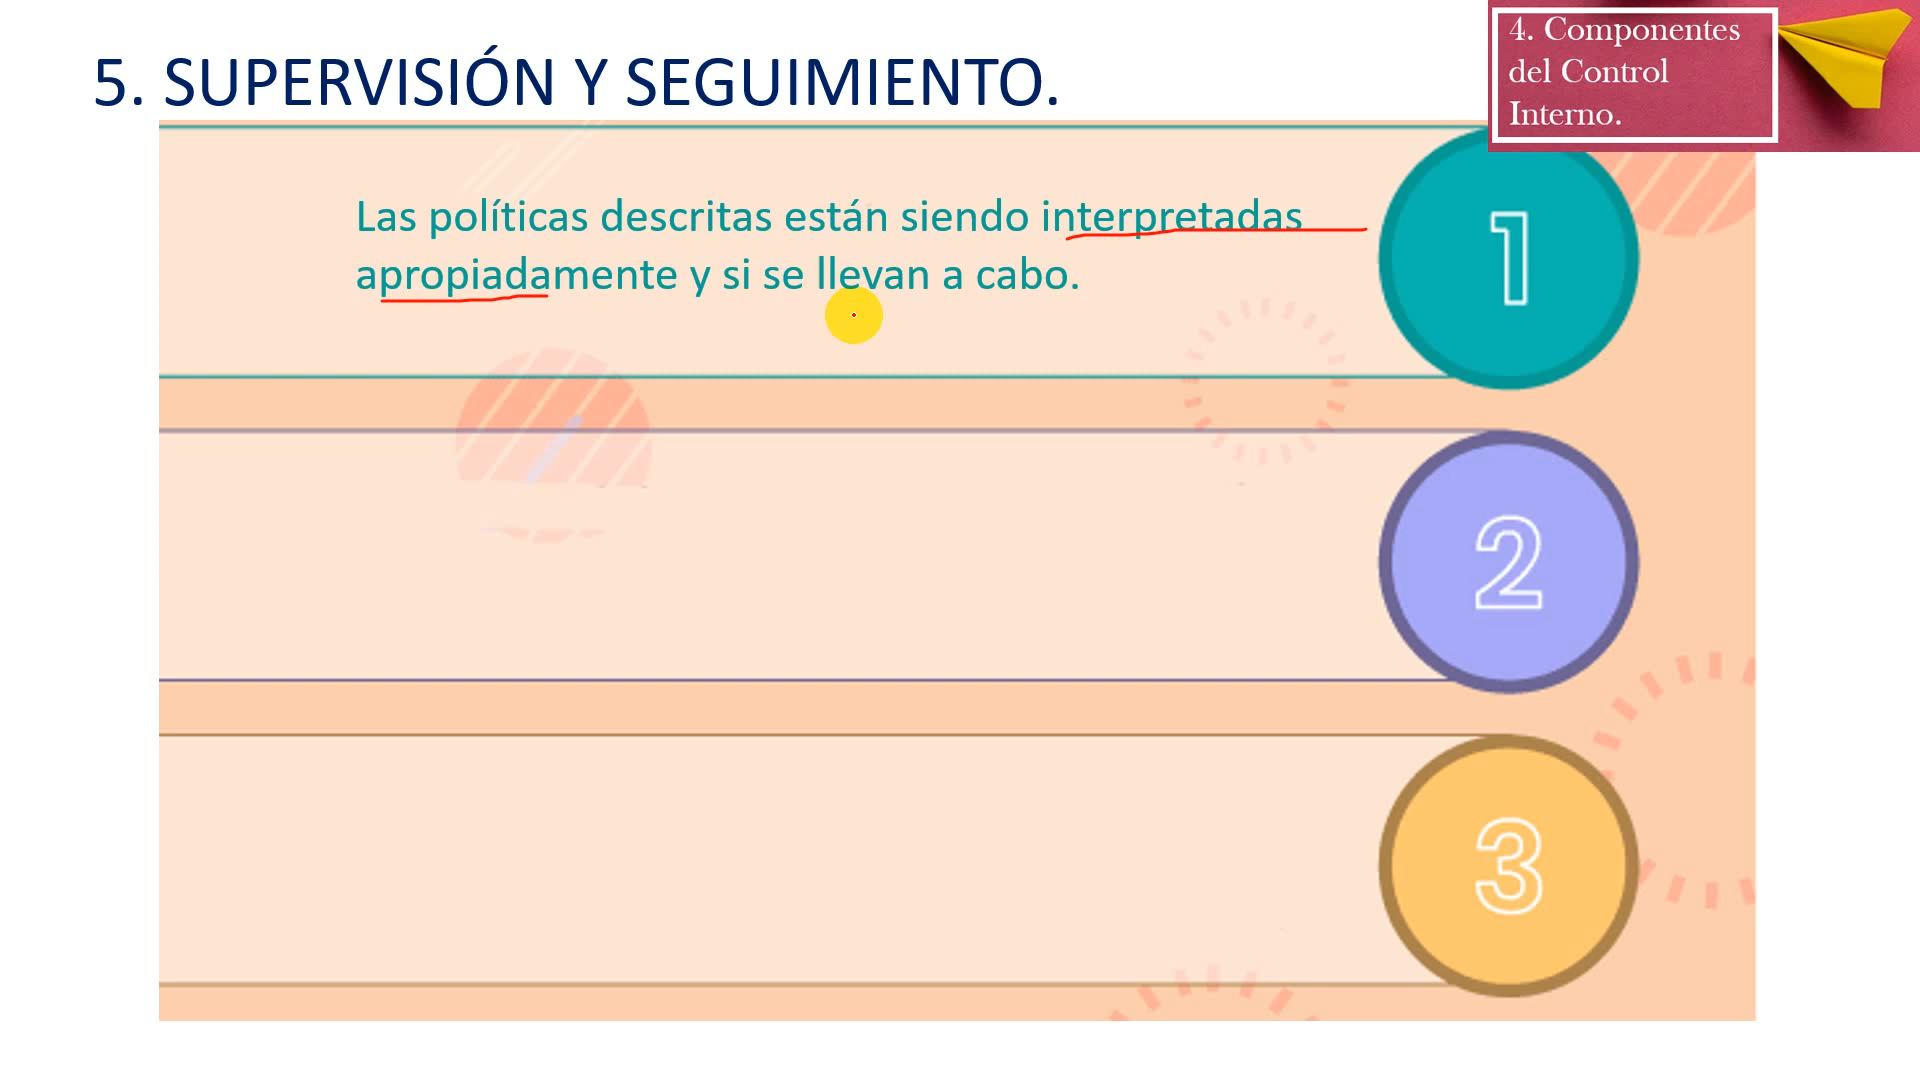 5. SUPERVISIÓN Y SEGUIMIENTO.
4. Componentes
del Control
Interno.
Las políticas descritas están siendo interpretadas
apropiadamente y si se llevan a cabo.
1
2
3